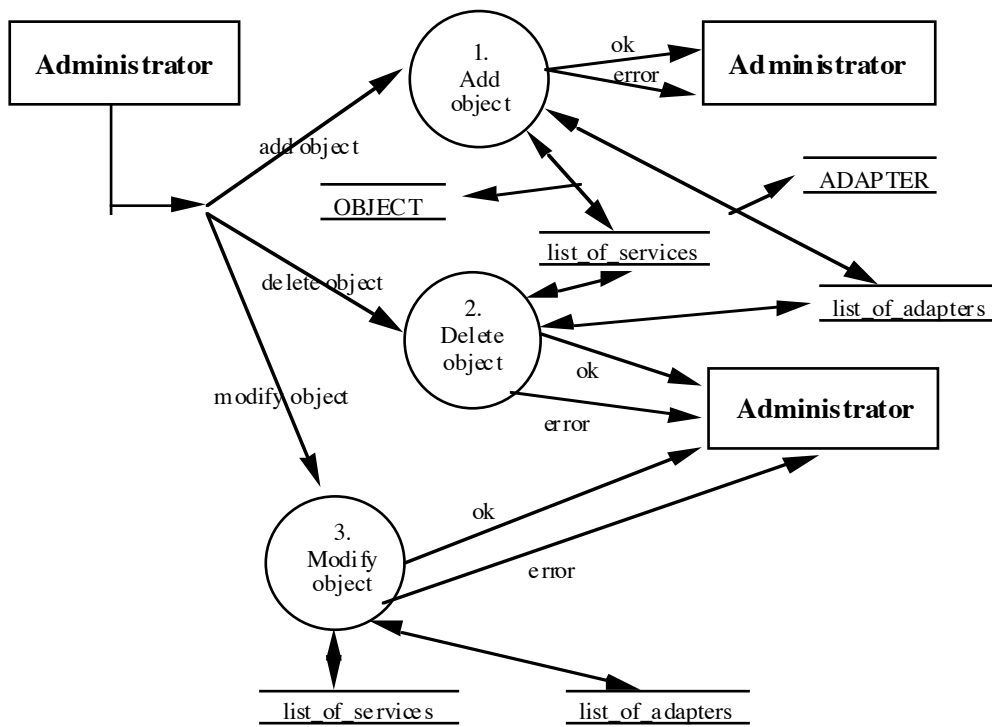 Administrator
1.
Add
object
ok
error
Administrator
add object
OBJECT
ADAPTER
list_of_services
delete object
2.
Delete
object
list_of_adapters
ok
error
Administrator
modify object
3.
Modify
object
ok
error
list_of_services
list_of_adapters